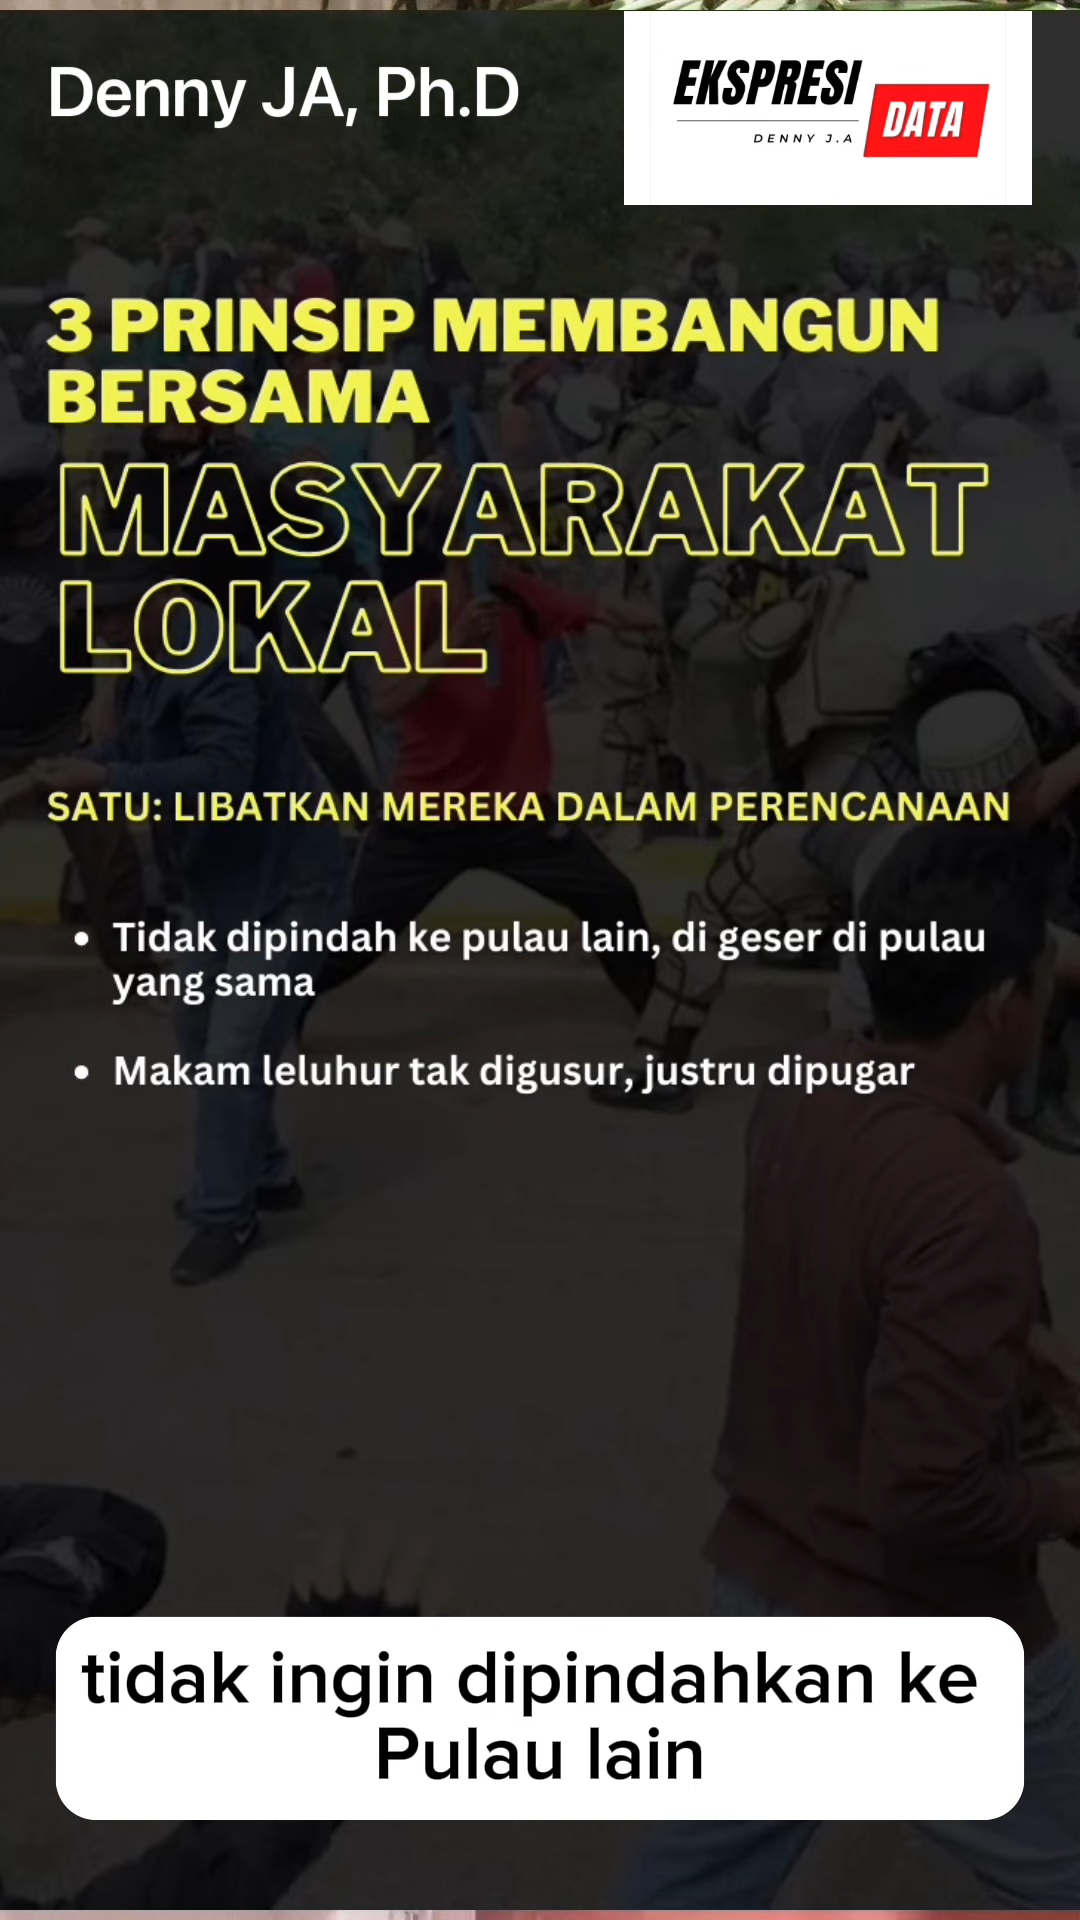 Denny JA, Ph.D
EKSPRESI
DATA
DENNY J.A
3 PRINSIP MEMBANGUN
BERSAMA
MASYARAKAT
LOKAL
SATU: LIBATKAN MEREKA DALAM PERENCANAAN
• Tidak dipindah ke pulau lain, di geser di pulau
yang sama
• Makam leluhur tak digusur, justru dipugar
tidak ingin dipindahkan ke
Pulau lain